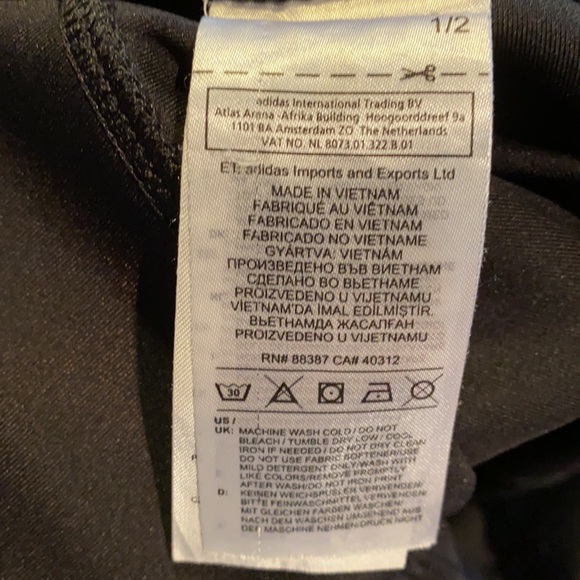 1/2
adidas International Trading BV
Atlas Arena -Afrika Building Hoogoorddreef 9a
1101 BA Amsterdam ZO The Netherlands
VAT NO. NL 8073.01.322.B.01
ET: adidas Imports and Exports Ltd
MADE IN VIETNAM
FABRIQUÉ AU VIÊTNAM
FABRICADO EN VIETNAM
FABRICADO NO VIETNAME
GYÁRTVA: VIETNÁM
ПРОИЗВЕДЕНО ВЪВ ВИЕТНАМ
СДЕЛАНО ВО ВЬЕТНАМЕ
PROIZVEDENO U VIJETNAMU
VIETNAM'DA İMAL EDİLMİŞTİR.
ВЬЕТНАМДА ЖАСАЛҒАН
PROIZVEDENO U VIJETNAMU
RN# 88387 CA# 40312
30
US /
UK: MACHINE WASH COLD / DO NOT
BLEACH / TUMBLE DRY LOW / COOL
IRON IF NEEDED / DO NOT DRY CLEAN
DO NOT USE FABRIC SOFTENER/USE
MILD DETERGENT ONLY/WASH WITH
LIKE COLORS/REMOVE PROMPTLY
AFTER WASH/DO NOT IRON PRINT
D: KEINEN WEICHSPÜLER VERWENDEN/
BITTE FEINWASCHMITTEL VERWENDEN/
MIT GLEICHEN FARBEN WASCHEN/
NACH DEM WASCHEN UMGEHEND AUS
DER MASCHINE NEHMEN/DRUCK NICHT